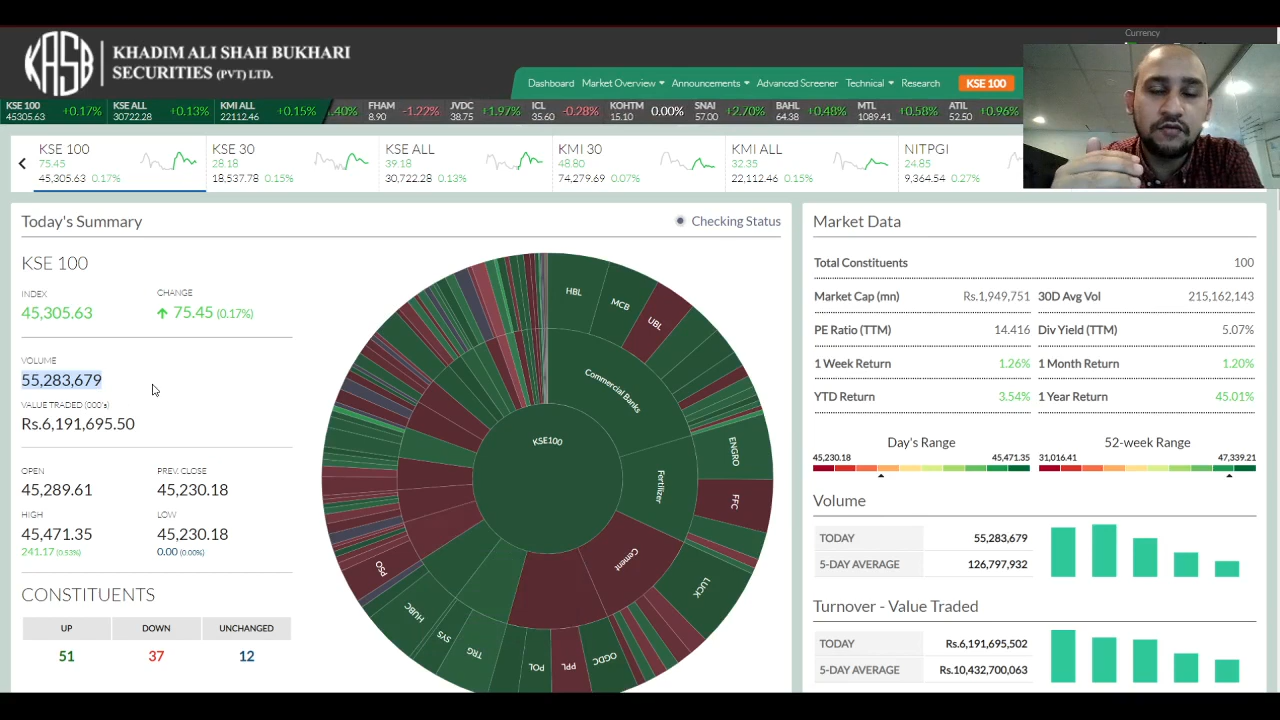 Currency
KASB
KHADIM ALI SHAH BUKHARI
SECURITIES (PVT) LTD.
Dashboard Market Overview Announcements Advanced Screener Technical Research KSE 100
KSE 100 +0.17% KSE ALL +0.13% KMI ALL +0.15% .40% FHAM -1.22% JVDC +1.97% ICL -0.28% KOHTM 0.00% SNAI +2.70% BAHL +0.48% MTL +0.58% ATIL +0.96%
45305.63 30722.28 22112.46 8.90 38.75 35.60 15.10 57.00 64.38 1089.41 52.50
KSE 100 KSE 30 KSE ALL KMI 30 KMI ALL NITPGI
75.45 28.18 39.18 48.80 32.35 24.85
45,305.63 0.17% 18,537.78 0.15% 30,722.28 0.13% 74,279.69 0.07% 22,112.46 0.15% 9,364.54 0.27%
Today's Summary Checking Status
KSE 100
INDEX CHANGE
45,305.63 75.45 (0.17%)
VOLUME
55,283,679
VALUE TRADED (000's)
Rs.6,191,695.50
OPEN PREV. CLOSE
45,289.61 45,230.18
HIGH LOW
45,471.35 45,230.18
241.17 (0.53%) 0.00 (0.00%)
CONSTITUENTS
UP DOWN UNCHANGED
51 37 12
HBL
MCB
UBL
Commercial Banks
KSE100
ENGRO
Fertilizer
FFC
Cement
LUCK
PSO
HUBC
SYS
TRG
POL
PPL
OGDC
Market Data
Total Constituents 100
Market Cap (mn) Rs.1,949,751 30D Avg Vol 215,162,143
PE Ratio (TTM) 14.416 Div Yield (TTM) 5.07%
1 Week Return 1.26% 1 Month Return 1.20%
YTD Return 3.54% 1 Year Return 45.01%
Day's Range 52-week Range
45,230.18 45,471.35 31,016.41 47,339.21
Volume
TODAY 55,283,679
5-DAY AVERAGE 126,797,932
Turnover - Value Traded
TODAY Rs.6,191,695,502
5-DAY AVERAGE Rs.10,432,700,063